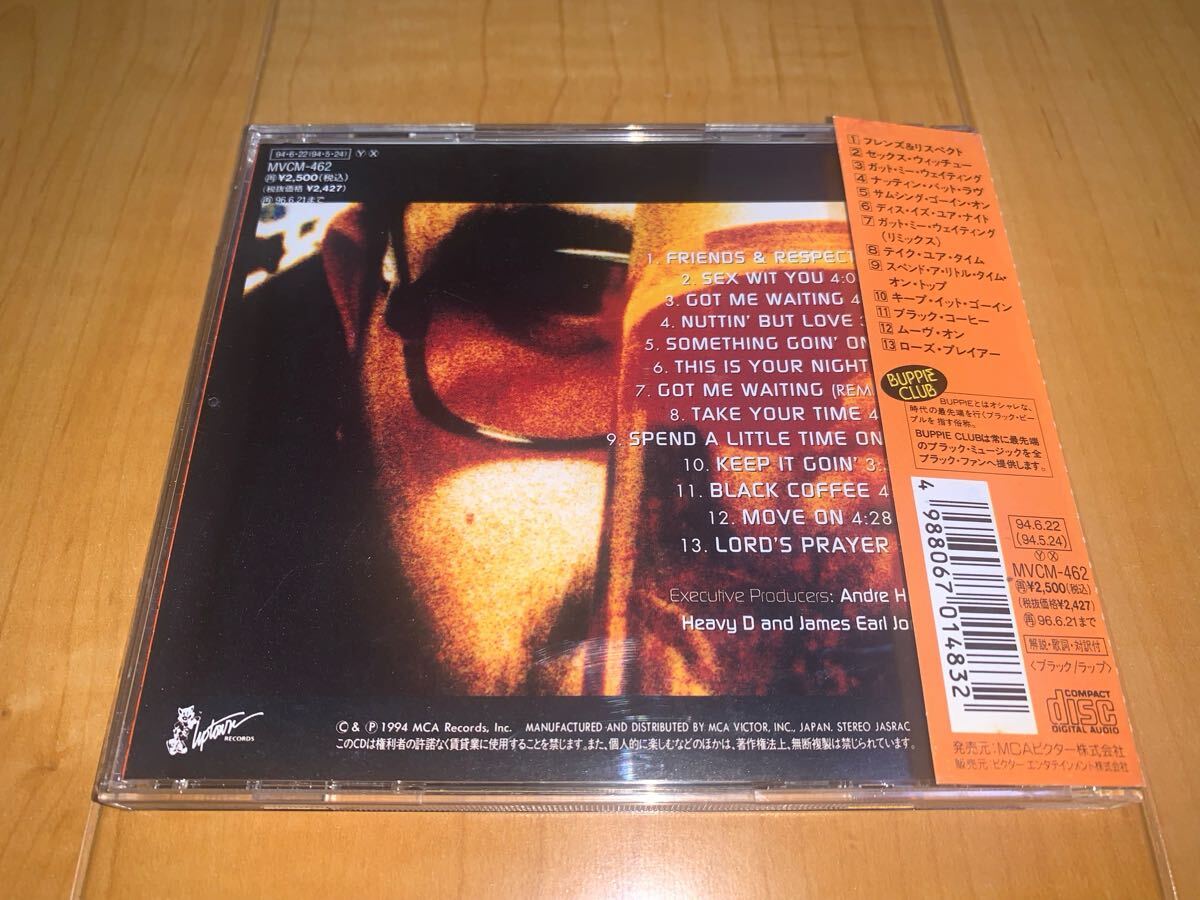 94・6・22(94・5・24) Ⓨ Ⓧ
MVCM-462
㊢¥2,500(税込)
(税抜価格 ¥2,427)
㊢ 96.6.21まで
1. FRIENDS & RESPECT
2. SEX WIT YOU 4:0
3. GOT ME WAITING 4
4. NUTTIN' BUT LOVE 3
5. SOMETHING GOIN' ON
6. THIS IS YOUR NIGHT
7. GOT ME WAITING (REM
8. TAKE YOUR TIME 4
9. SPEND A LITTLE TIME ON
10. KEEP IT GOIN' 3:
11. BLACK COFFEE 4
12. MOVE ON 4:28
13. LORD'S PRAYER
Executive Producers: Andre H
Heavy D and James Earl Jo
Uptown
RECORDS
© & Ⓟ 1994 MCA Records, Inc. MANUFACTURED AND DISTRIBUTED BY MCA VICTOR, INC., JAPAN. STEREO JASRAC
このCDは権利者の許諾なく賃貸業に使用することを禁じます。また、個人的に楽しむなどのほかは、著作権法上、無断複製は禁じられています。
1 フレンズ&リスペクト
2 セックス・ウィッチュー
3 ガット・ミー・ウェイティング
4 ナッティン・バット・ラヴ
5 サムシング・ゴーイン・オン
6 ディス・イズ・ユア・ナイト
7 ガット・ミー・ウェイティング
(リミックス)
8 テイク・ユア・タイム
9 スペンド・ア・リトル・タイム・
オン・トップ
10 キープ・イット・ゴーイン
11 ブラック・コーヒー
12 ムーヴ・オン
13 ローズ・プレイアー
BUPPIE
CLUB
BUPPIEとはオシャレな、
時代の最先端を行くブラック・ピー
プルを指す俗称。
BUPPIE CLUBは常に最先端
のブラック・ミュージックを全
ブラック・ファンへ提供します。
4 988067 014832
94.6.22
(94.5.24)
Ⓨ Ⓧ
MVCM-462
㊢¥2,500(税込)
(税抜価格¥2,427)
㊢ 96.6.21まで
解説・歌詞・対訳付
〈ブラック/ラップ〉
COMPACT
disc
DIGITAL AUDIO
発売元:MCAビクター株式会社
販売元:ビクター エンタテインメント株式会社